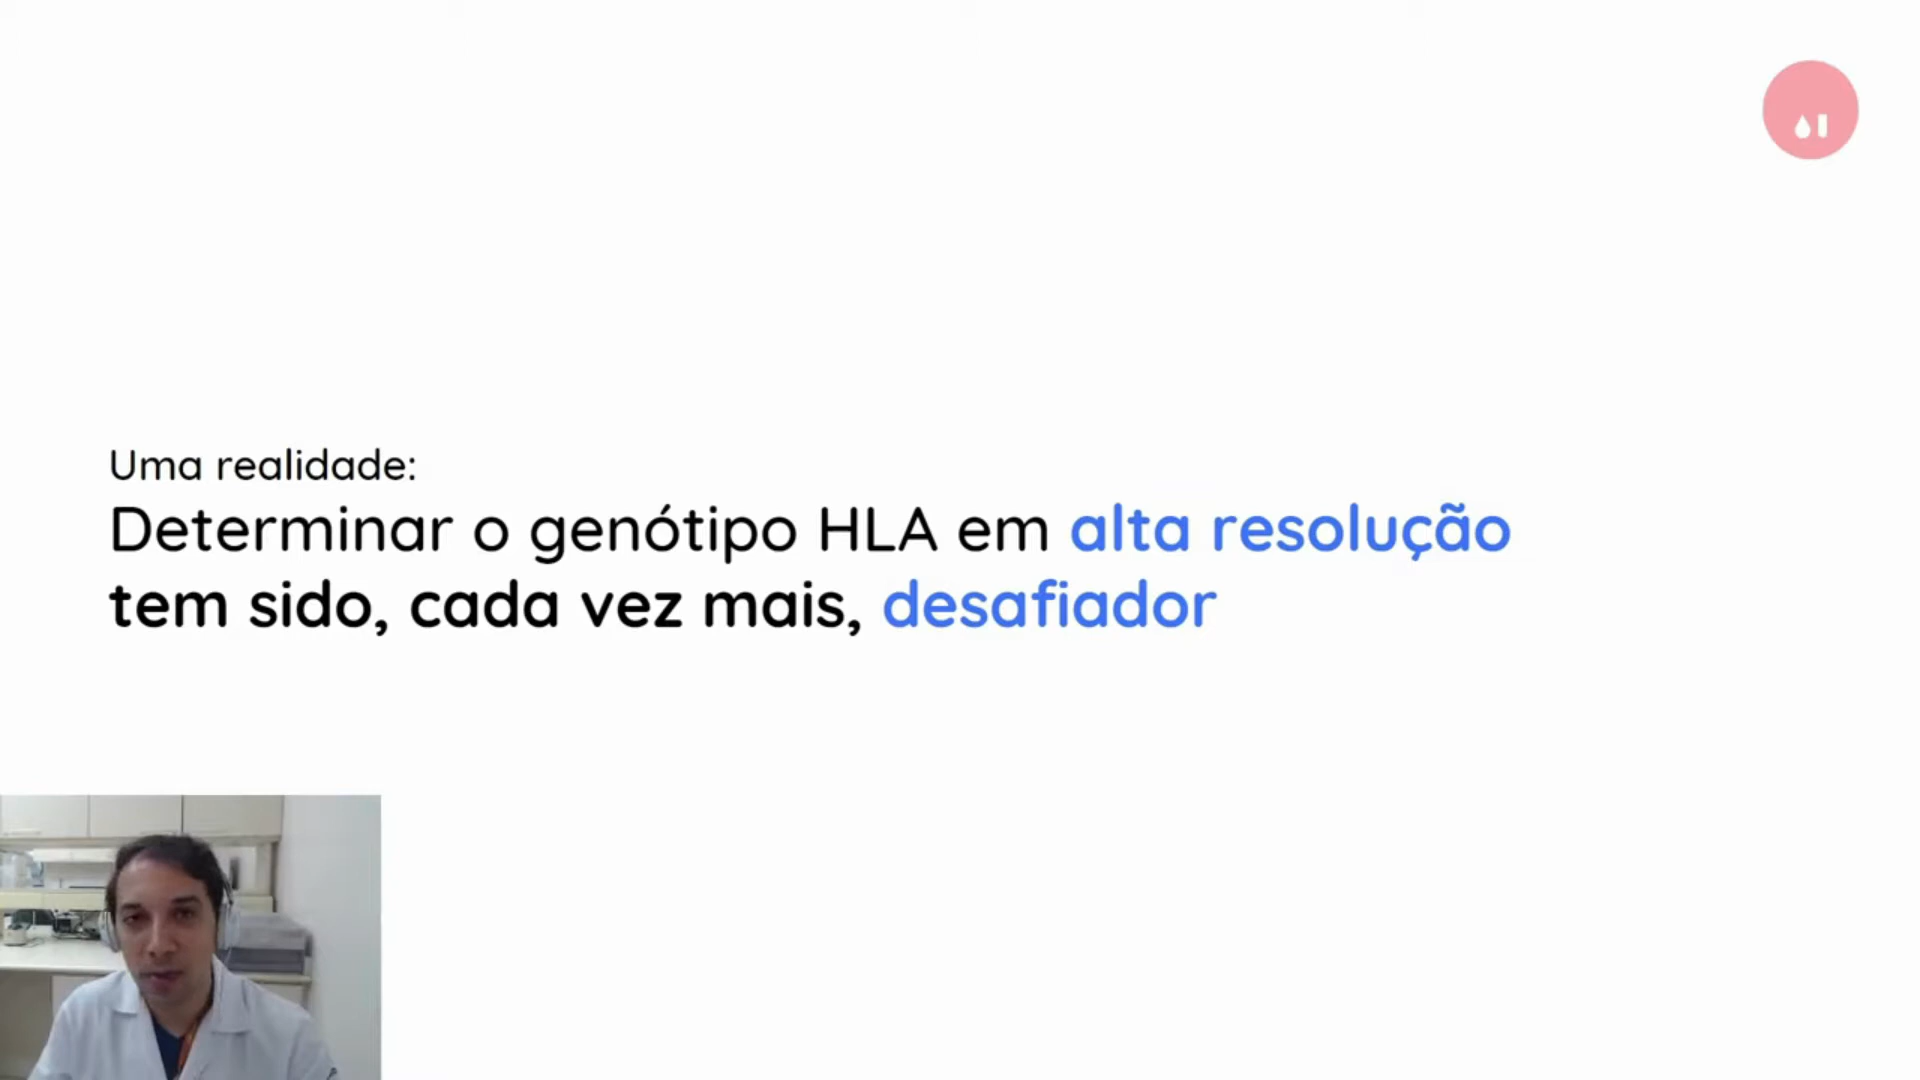 Uma realidade:
Determinar o genótipo HLA em alta resolução
tem sido, cada vez mais, desafiador